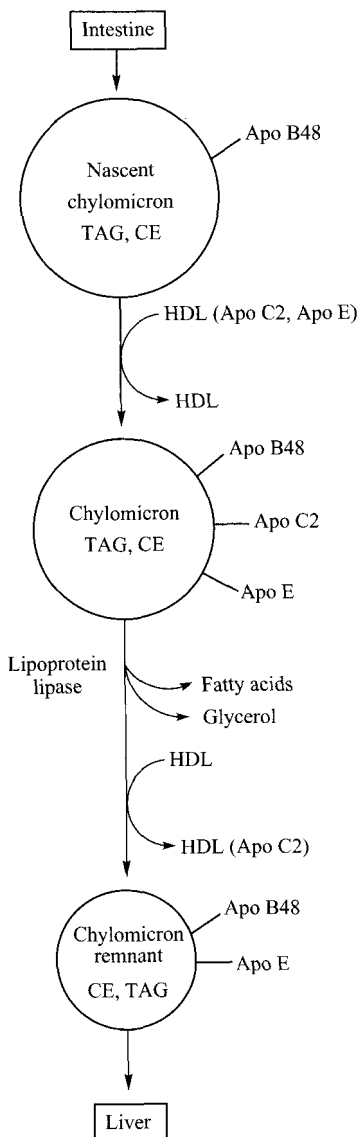 Intestine
Apo B48
Nascent
chylomicron
TAG, CE
HDL (Apo C2, Apo E)
HDL
Apo B48
Chylomicron
TAG, CE
Apo C2
Apo E
Lipoprotein
lipase
Fatty acids
Glycerol
HDL
HDL (Apo C2)
Apo B48
Chylomicron
remnant
Apo E
CE, TAG
Liver